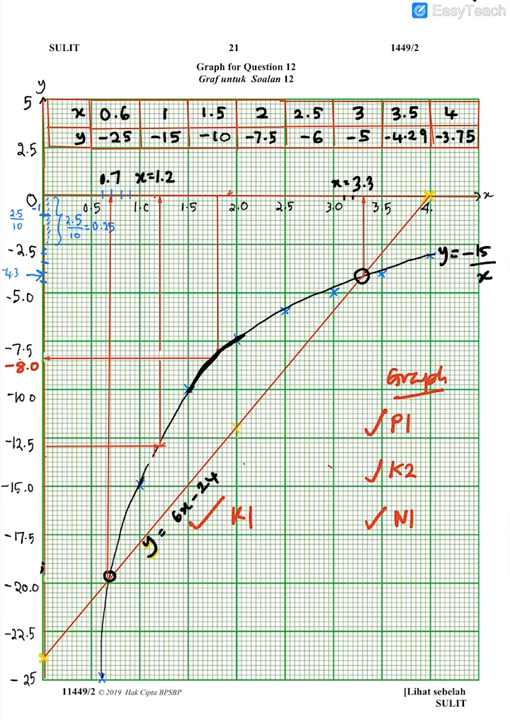 EasyTeach
SULIT 21 1449/2
Graph for Question 12
Graf untuk Soalan 12
y
5
x 0.6 1 1.5 2 2.5 3 3.5 4
y -25 -15 -10 -7.5 -6 -5 -4.29 -3.75
2.5
0.7 x=1.2 x=3.3
0 x
0.5 1.0 1.5 2.0 2.5 3.0 3.5 4.
25/10 -1 2.5/10 = 0.25
-2.5
y = -15/x
-4.3
-5.0
-7.5
-8.0
Graph
-10.0
✓ P1
-12.5
✓ K2
-15.0
y = 6x-24
✓ K1
✓ N1
-17.5
-20.0
-22.5
-25
11449/2 © 2019 Hak Cipta BPSBP [Lihat sebelah
SULIT